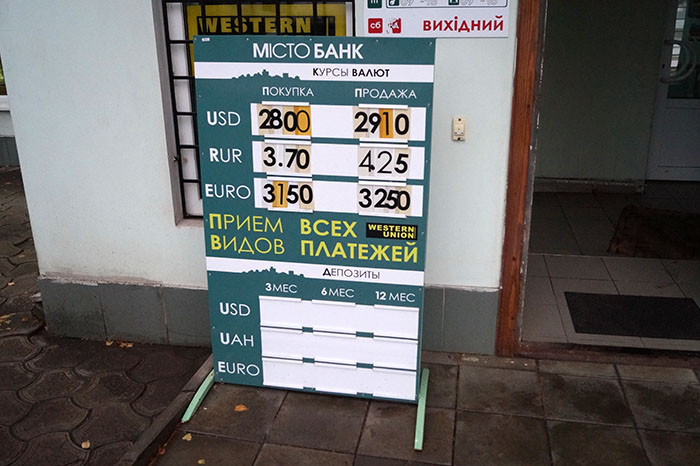 WESTERN
сб
вихідний
МІСТО БАНК
КУРСЫ ВАЛЮТ
ПОКУПКА ПРОДАЖА
USD 2800 2910
RUR 3.70 425
EURO 3150 3250
ПРИЕМ ВСЕХ
ВИДОВ ПЛАТЕЖЕЙ
WESTERN
UNION
ДЕПОЗИТЫ
3 МЕС 6 МЕС 12 МЕС
USD
UAH
EURO